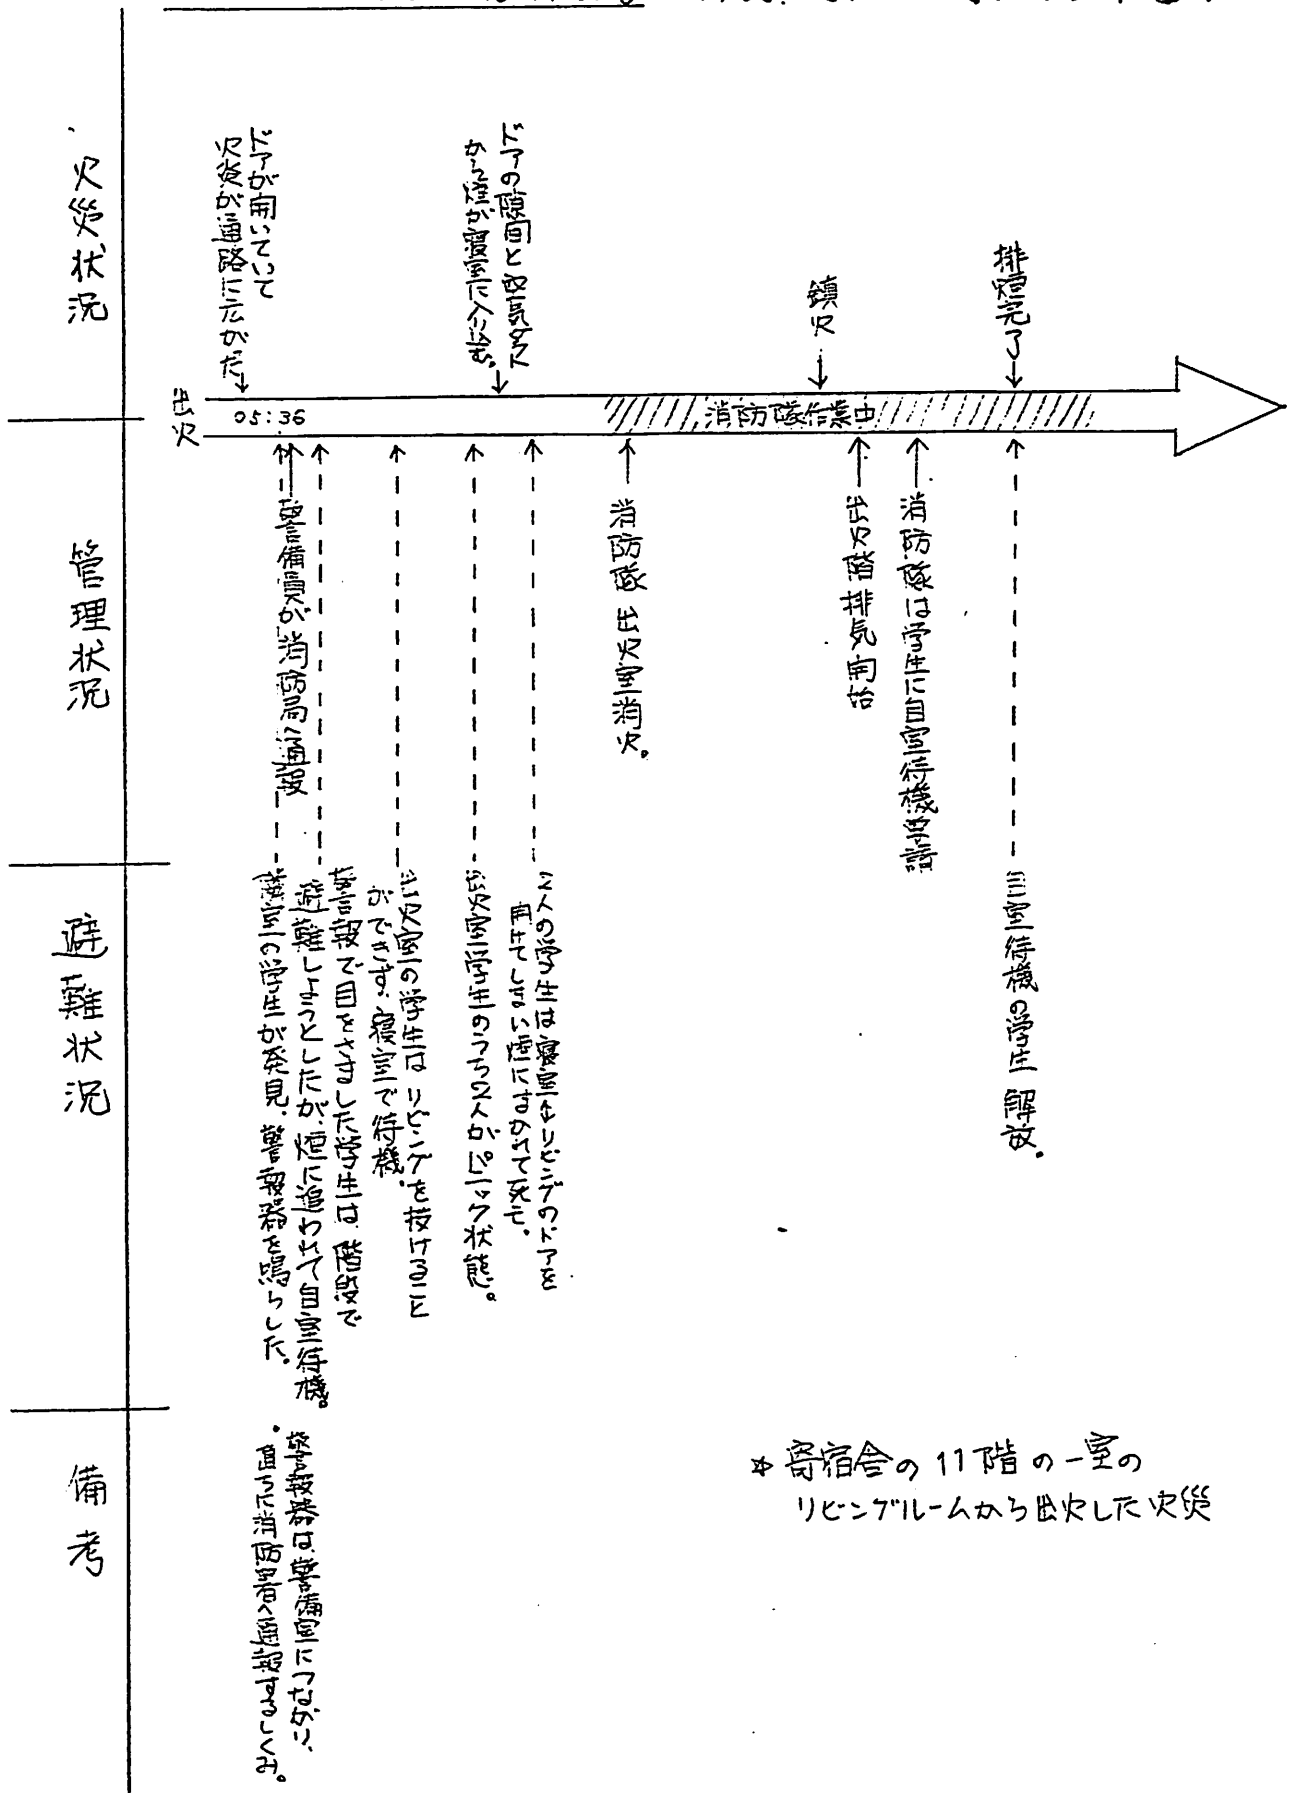 火災状況
ドアが開いていて
火炎が通路に広がた
ドアの隙間と
から煙が寝室に入り込む。
鎮火
排煙完了
出火
05:36
消防隊作業中
管理状況
警備員が消防局へ通報
消防隊 出火室消火。
出火階排気開始
消防隊は学生に自室待機要請
避難状況
隣室の学生が発見、警報器を鳴らした。
警報で目をさました学生は、階段で
避難しようとしたが、煙に追われて自室待機。
出火室の学生はリビングを抜けること
ができず、寝室で待機。
出火室学生のうち2人がパニック状態。
2人の学生は寝室とリビングのドアを
開けてしまい煙にまかれて死亡。
自室待機の学生 解放。
備考
警報器は、警備室につながり、
直ちに消防署へ通報するしくみ。
☆ 寄宿舎の11階の一室の
リビングルームから出火した火災